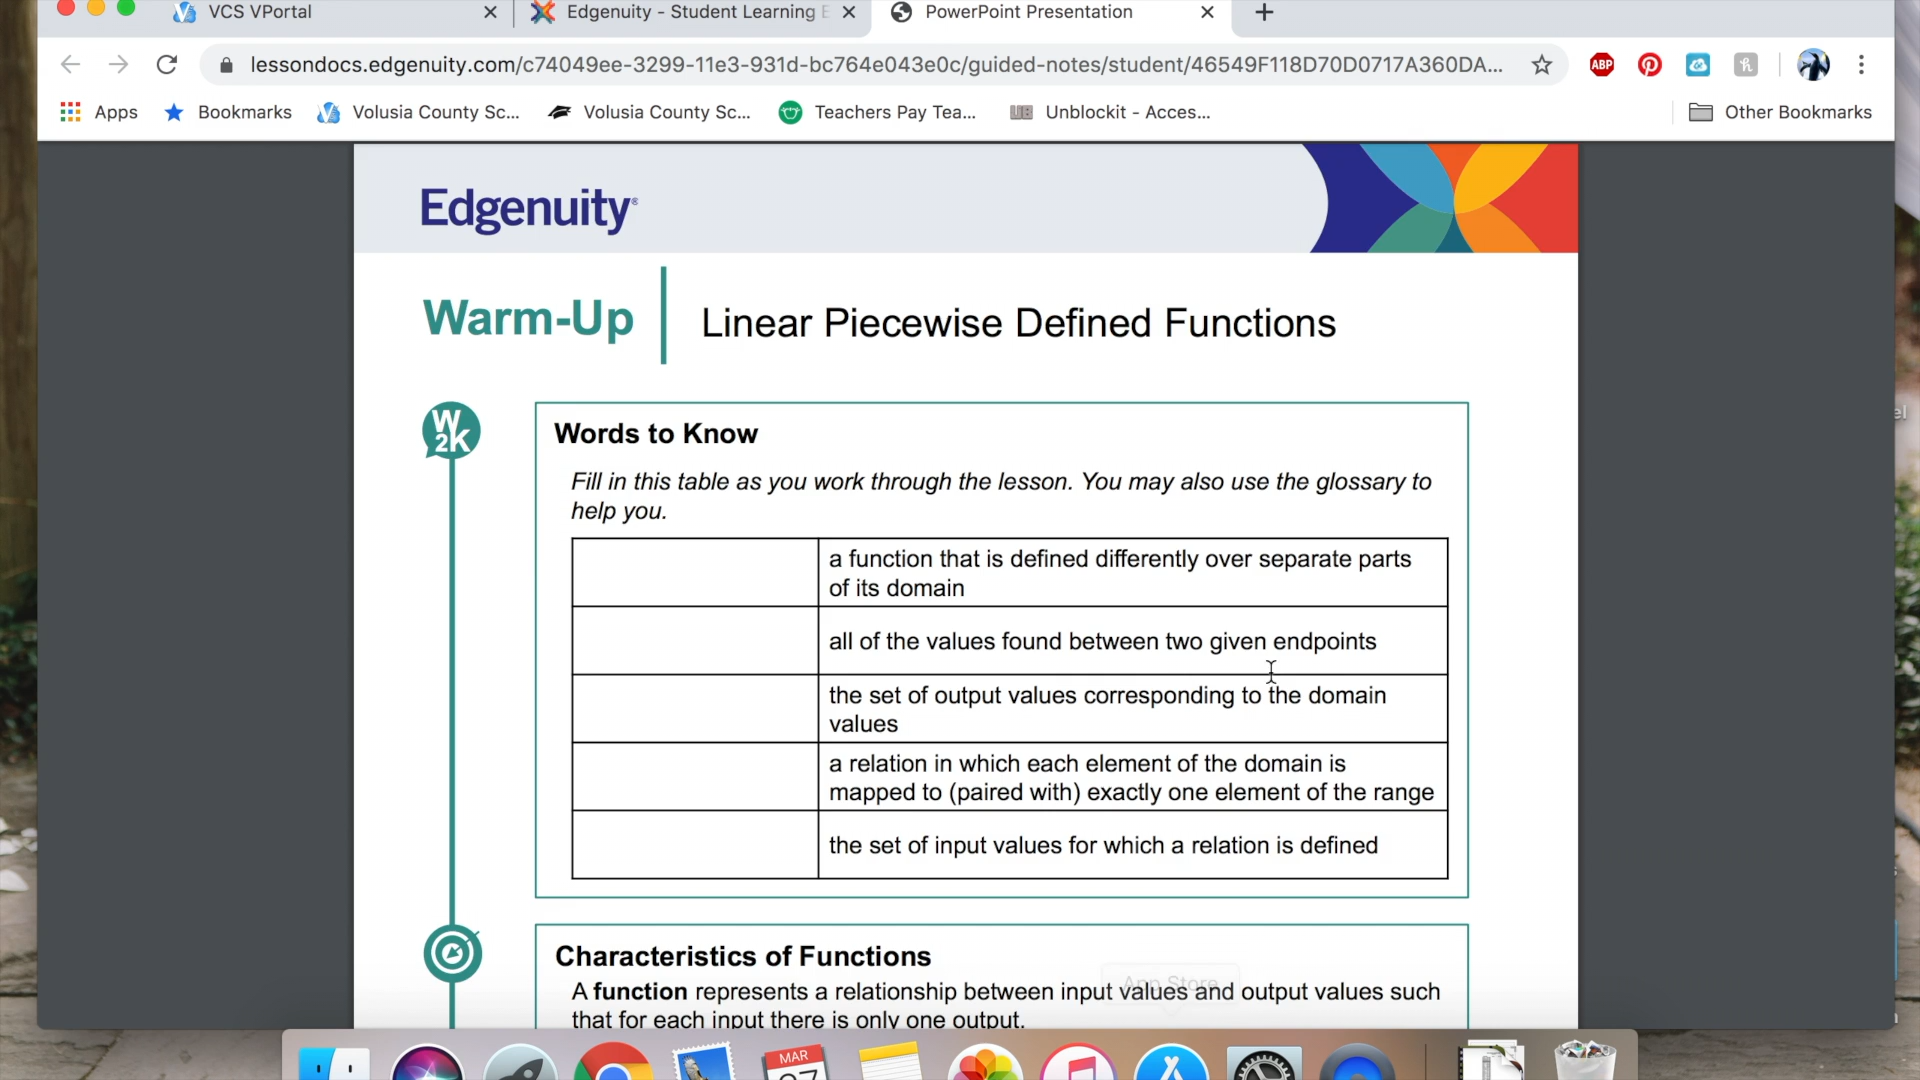 VCS VPortal
Edgenuity - Student Learning E
PowerPoint Presentation
lessondocs.edgenuity.com/c74049ee-3299-11e3-931d-bc764e043e0c/guided-notes/student/46549F118D70D0717A360DA...
ABP
h
Apps
Bookmarks
Volusia County Sc...
Volusia County Sc...
Teachers Pay Tea...
UB
Unblockit - Acces...
Other Bookmarks
Edgenuity®
Warm-Up
Linear Piecewise Defined Functions
W
2K
Words to Know
Fill in this table as you work through the lesson. You may also use the glossary to
help you.
a function that is defined differently over separate parts
of its domain
all of the values found between two given endpoints
the set of output values corresponding to the domain
values
a relation in which each element of the domain is
mapped to (paired with) exactly one element of the range
the set of input values for which a relation is defined
Characteristics of Functions
App Store
A function represents a relationship between input values and output values such
that for each input there is only one output.
MAR